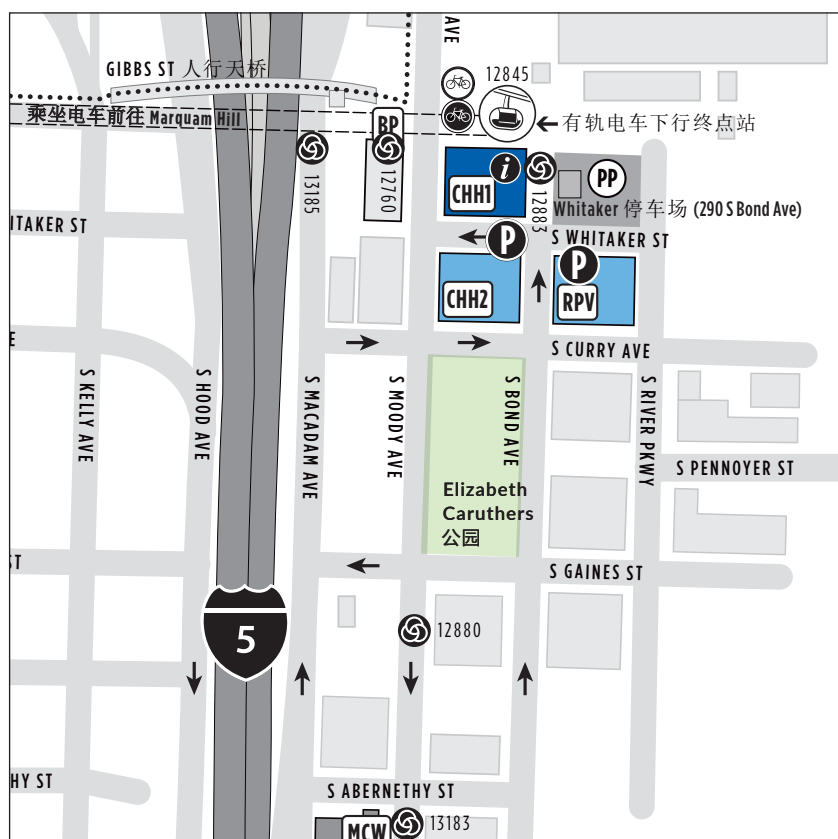 AVE
GIBBS ST 人行天桥
12845
乘坐电车前往 Marquam Hill
BP
有轨电车下行终点站
13185
12760
CHH1
i
12883
PP
Whitaker 停车场 (290 S Bond Ave)
ITAKER ST
P
S WHITAKER ST
CHH2
P
RPV
E
S CURRY AVE
S KELLY AVE
S HOOD AVE
S MACADAM AVE
S MOODY AVE
S BOND AVE
S RIVER PKWY
S PENNOYER ST
Elizabeth
Caruthers
公园
ST
S GAINES ST
5
12880
HY ST
S ABERNETHY ST
MCW
13183